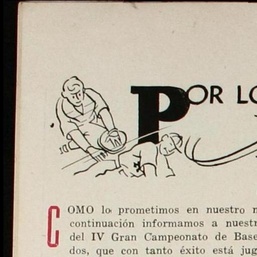 POR LO
COMO lo prometimos en nuestro
continuación informamos a nuestr
del IV Gran Campeonato de Base
dos, que con tanto éxito está jug